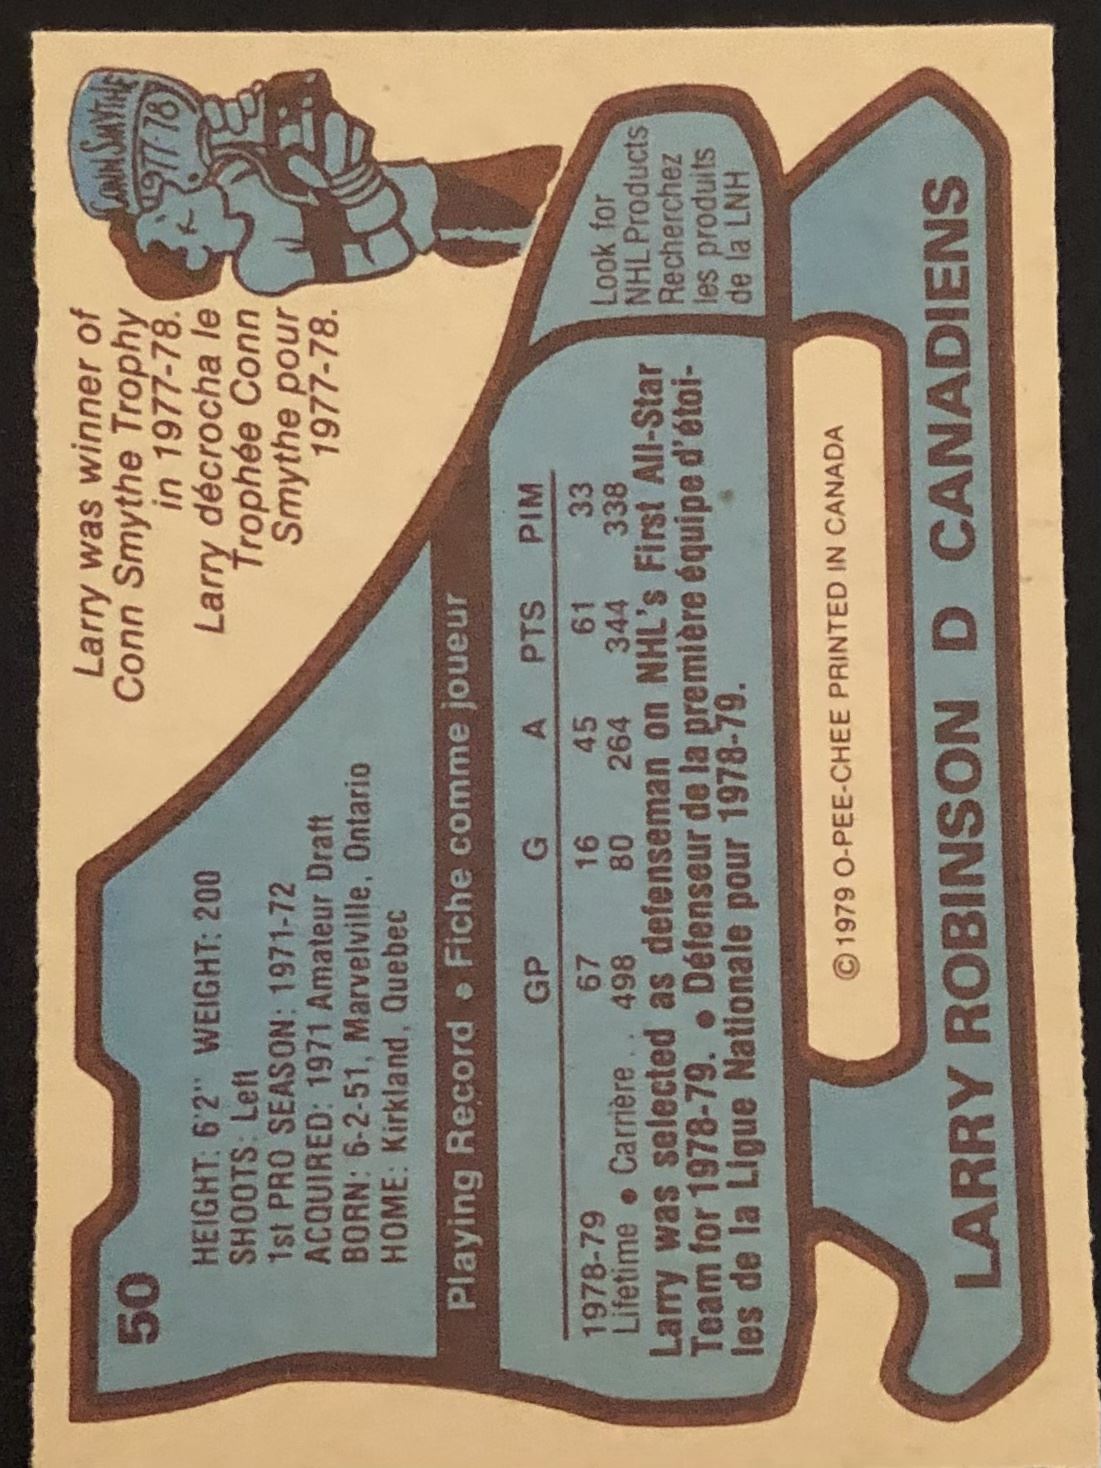 50
HEIGHT: 6'2" WEIGHT: 200
SHOOTS: Left
1st PRO SEASON: 1971-72
ACQUIRED: 1971 Amateur Draft
BORN: 6-2-51, Marvelville, Ontario
HOME: Kirkland, Quebec
Larry was winner of
Conn Smythe Trophy
in 1977-78.
Larry décrocha le
Trophée Conn
Smythe pour
1977-78.
CONN SMYTHE
1977-78
Playing Record • Fiche comme joueur
GP G A PTS PIM
1978-79 67 16 45 61 33
Lifetime • Carrière . . 498 80 264 344 338
Larry was selected as defenseman on NHL's First All-Star
Team for 1978-79. • Défenseur de la première équipe d'étoi-
les de la Ligue Nationale pour 1978-79.
Look for
NHL Products
Recherchez
les produits
de la LNH
©1979 O-PEE-CHEE PRINTED IN CANADA
LARRY ROBINSON D CANADIENS